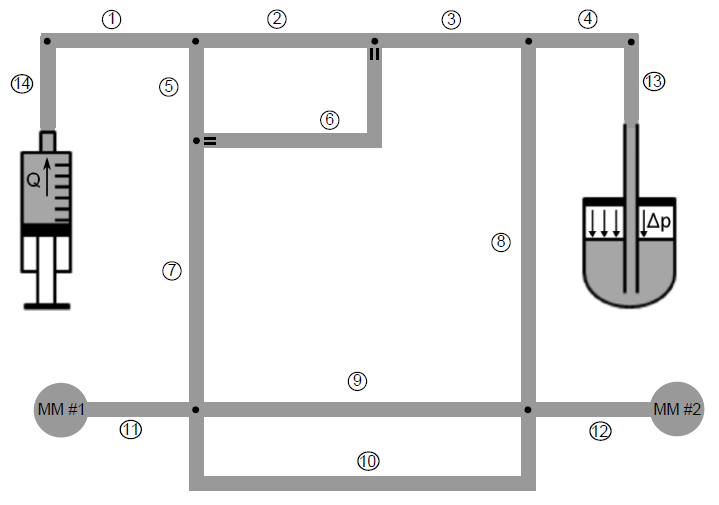 ① ② ③ ④
⑭ ⑤ ⑬
⑥
Q
Δp
⑦ ⑧
⑨
MM #1 MM #2
⑪ ⑫
⑩